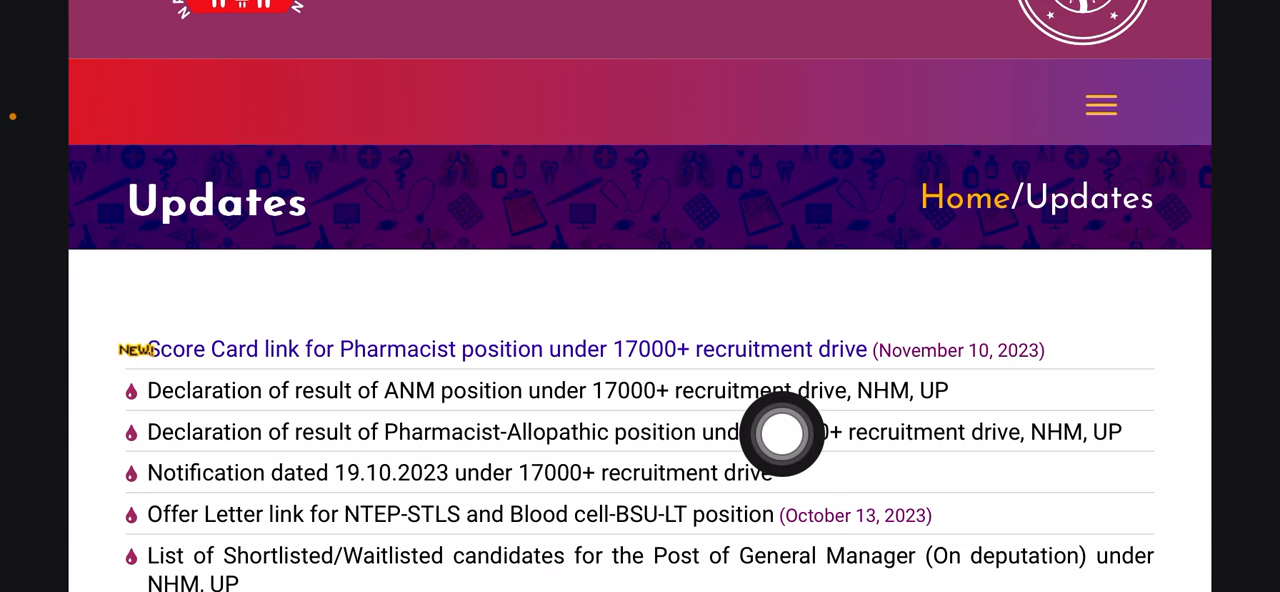 Updates
Home/Updates
NEW! Score Card link for Pharmacist position under 17000+ recruitment drive (November 10, 2023)
Declaration of result of ANM position under 17000+ recruitment drive, NHM, UP
Declaration of result of Pharmacist-Allopathic position recruitment drive, NHM, UP
Notification dated 19.10.2023 under 17000+ recruitment drive
Offer Letter link for NTEP-STLS and Blood cell-BSU-LT position (October 13, 2023)
List of Shortlisted/Waitlisted candidates for the Post of General Manager (On deputation) under
NHM, UP